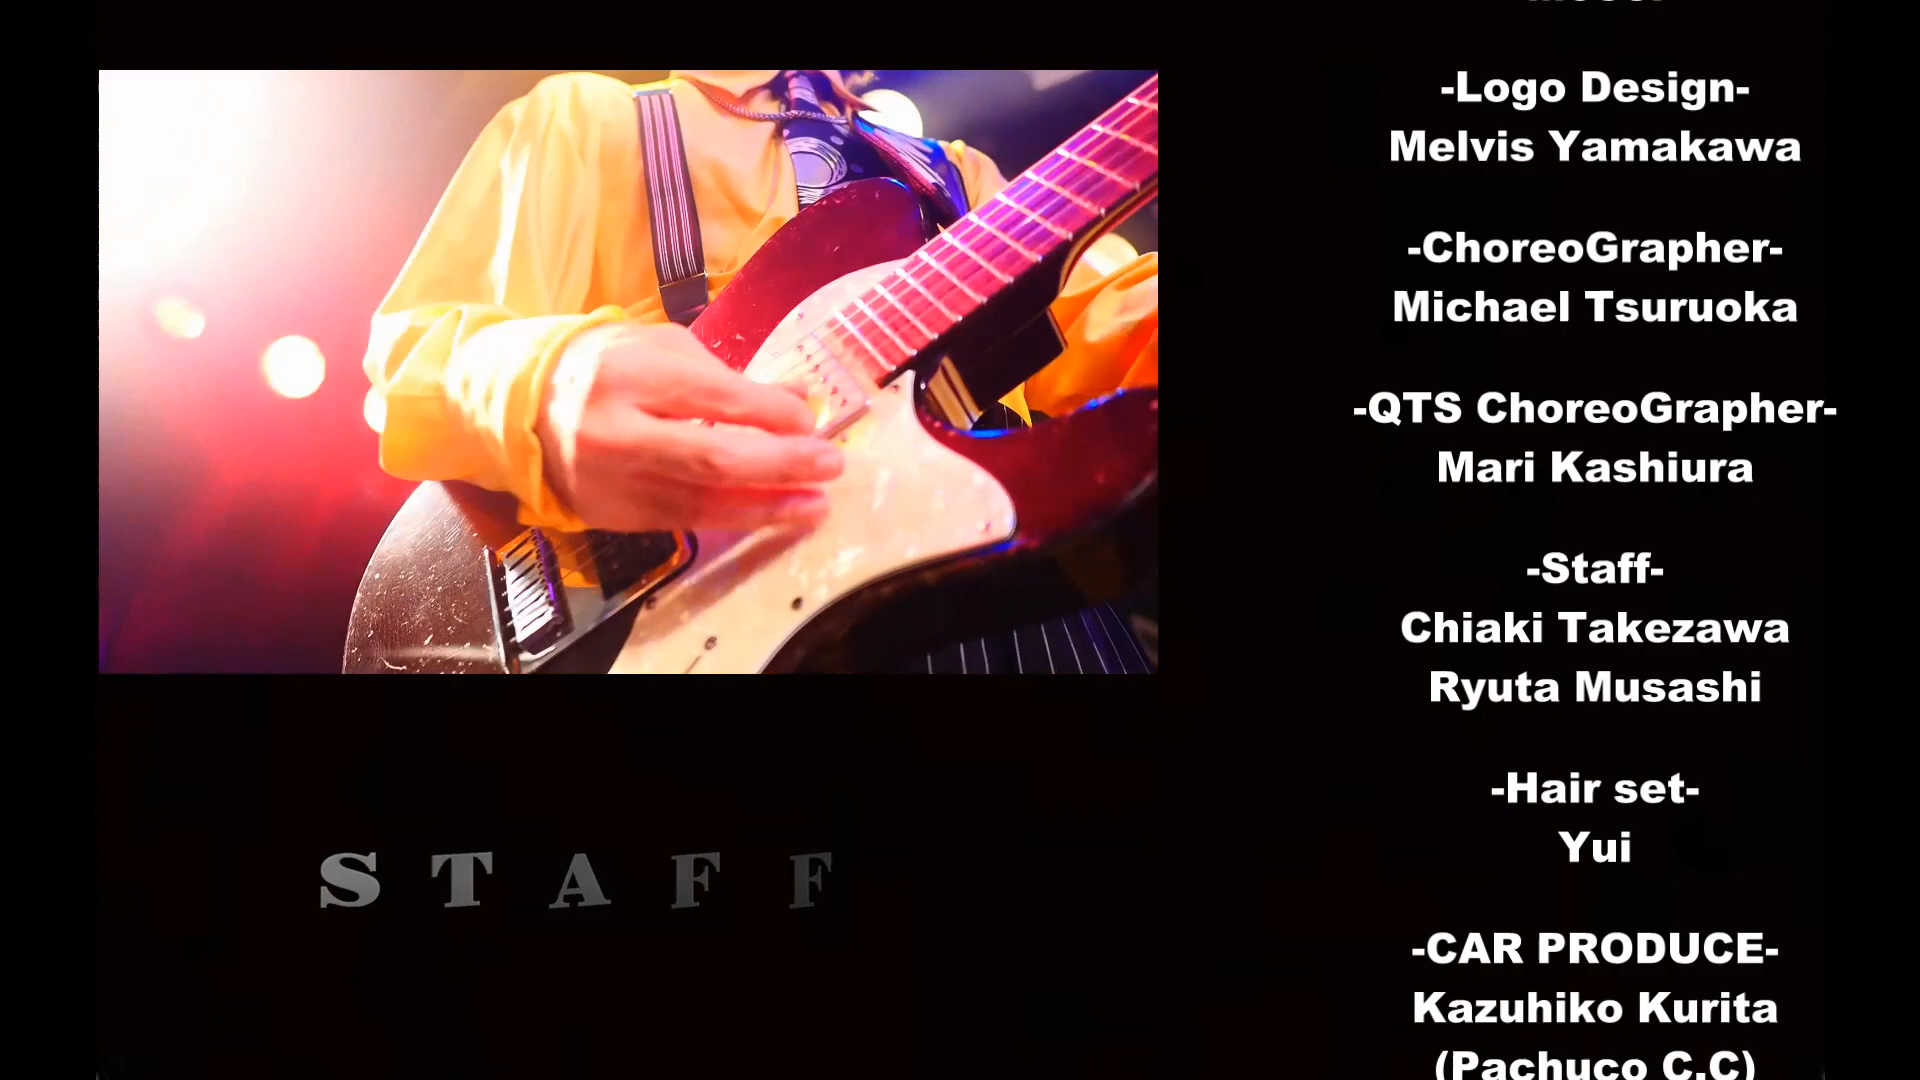 -Logo Design-
Melvis Yamakawa
-ChoreoGrapher-
Michael Tsuruoka
-QTS ChoreoGrapher-
Mari Kashiura
-Staff-
Chiaki Takezawa
Ryuta Musashi
-Hair set-
Yui
-CAR PRODUCE-
Kazuhiko Kurita
(Pachuco C.C)
STAFF